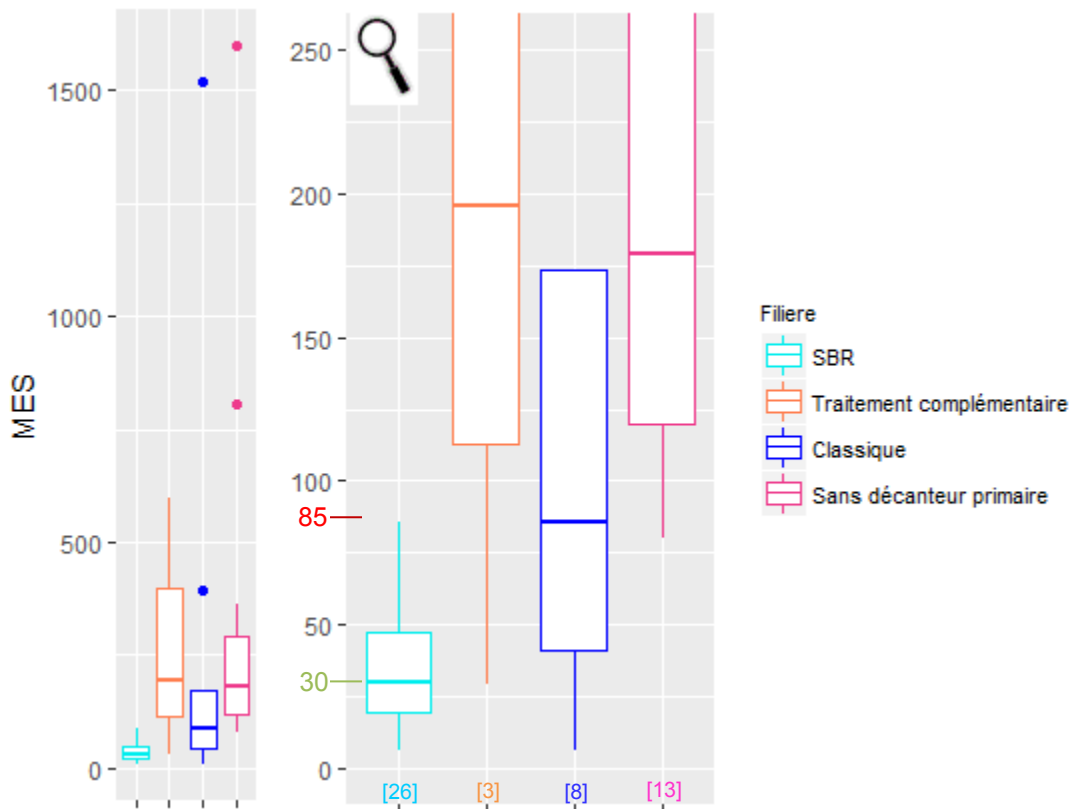 MES
1500
1000
500
0
250
200
150
100
85
50
30
0
[26] [3] [8] [13]
Filiere
SBR
Traitement complémentaire
Classique
Sans décanteur primaire